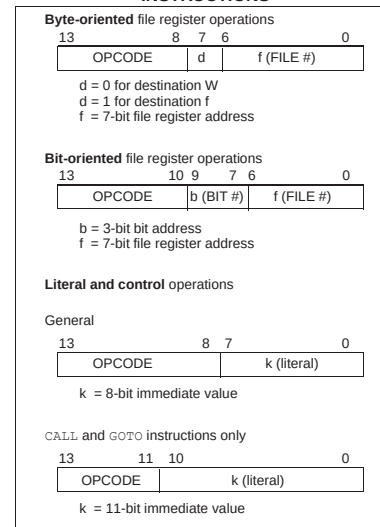 Byte-oriented file register operations
13 8 7 6 0
OPCODE d f (FILE #)
d = 0 for destination W
d = 1 for destination f
f = 7-bit file register address
Bit-oriented file register operations
13 10 9 7 6 0
OPCODE b (BIT #) f (FILE #)
b = 3-bit bit address
f = 7-bit file register address
Literal and control operations
General
13 8 7 0
OPCODE k (literal)
k = 8-bit immediate value
CALL and GOTO instructions only
13 11 10 0
OPCODE k (literal)
k = 11-bit immediate value